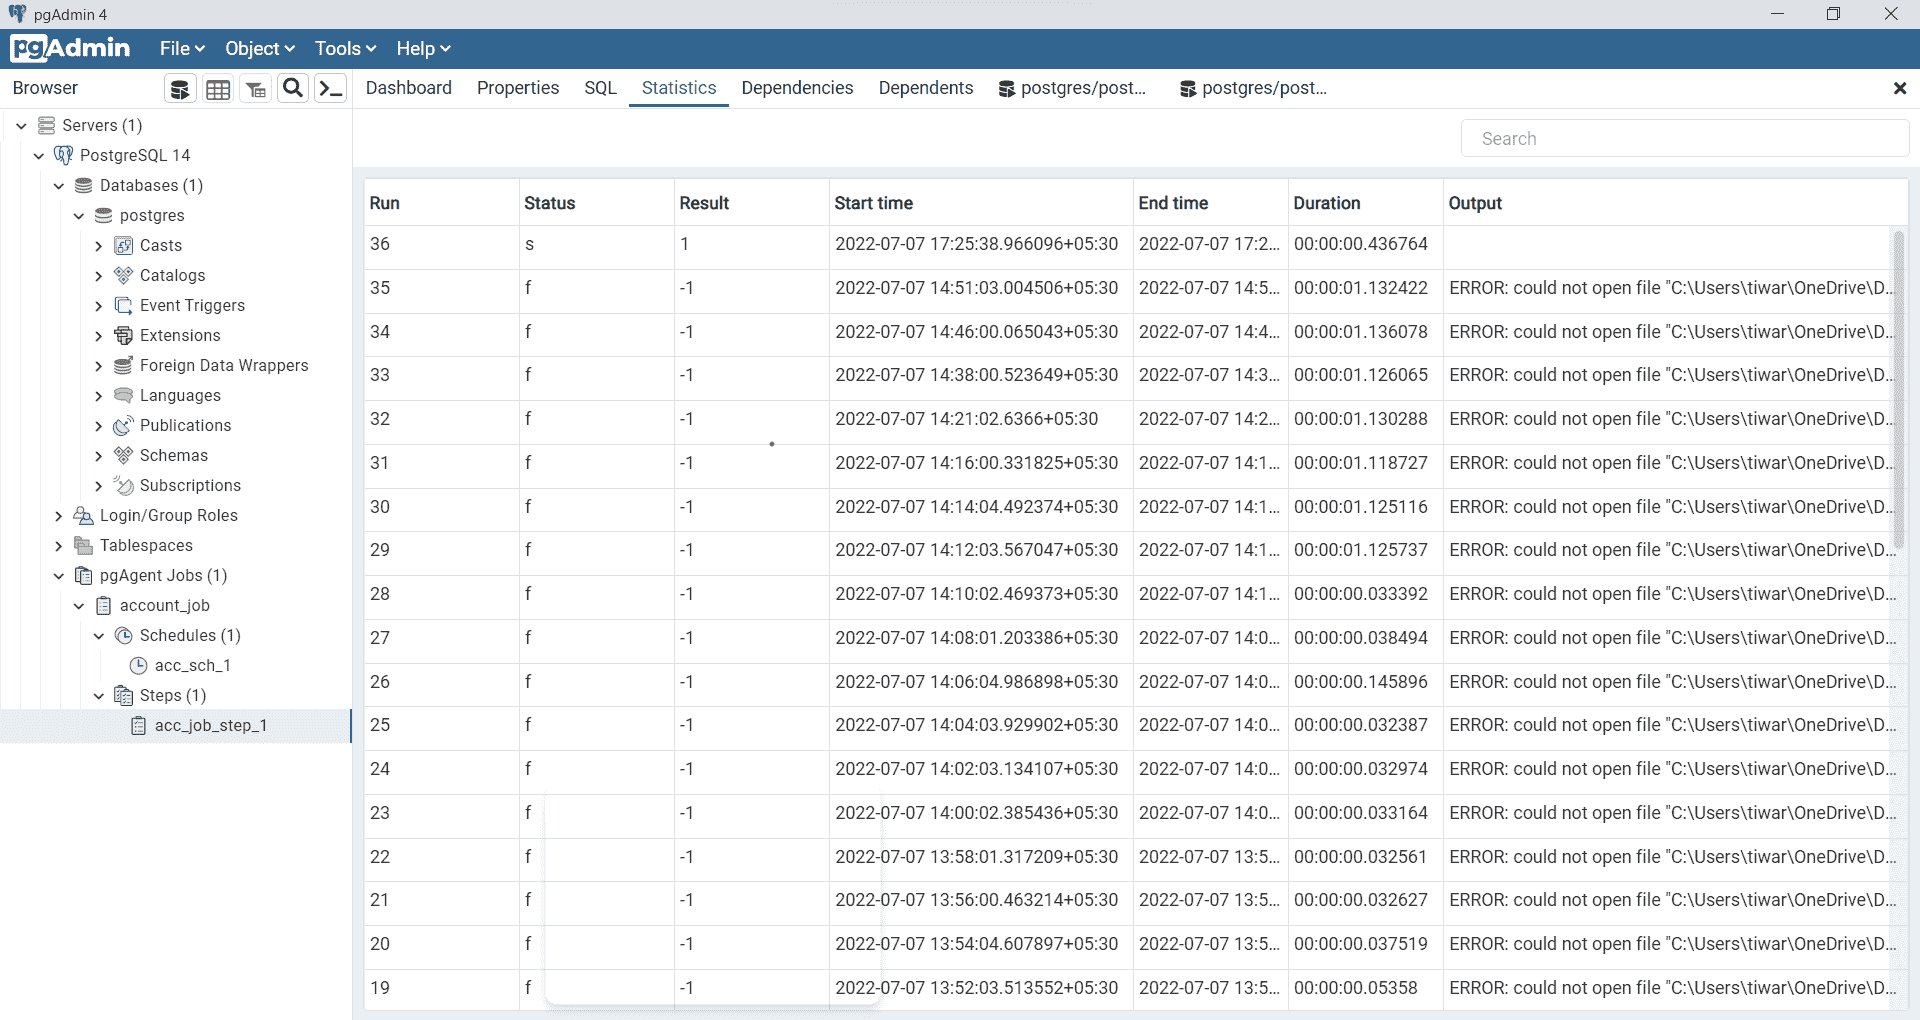 pgAdmin 4
pgAdmin File Object Tools Help
Browser
Dashboard Properties SQL Statistics Dependencies Dependents postgres/post... postgres/post...
Search
Servers (1)
PostgreSQL 14
Databases (1)
postgres
Casts
Catalogs
Event Triggers
Extensions
Foreign Data Wrappers
Languages
Publications
Schemas
Subscriptions
Login/Group Roles
Tablespaces
pgAgent Jobs (1)
account_job
Schedules (1)
acc_sch_1
Steps (1)
acc_job_step_1
Run Status Result Start time End time Duration Output
36 s 1 2022-07-07 17:25:38.966096+05:30 2022-07-07 17:2... 00:00:00.436764
35 f -1 2022-07-07 14:51:03.004506+05:30 2022-07-07 14:5... 00:00:01.132422 ERROR: could not open file "C:\Users\tiwar\OneDrive\D...
34 f -1 2022-07-07 14:46:00.065043+05:30 2022-07-07 14:4... 00:00:01.136078 ERROR: could not open file "C:\Users\tiwar\OneDrive\D...
33 f -1 2022-07-07 14:38:00.523649+05:30 2022-07-07 14:3... 00:00:01.126065 ERROR: could not open file "C:\Users\tiwar\OneDrive\D...
32 f -1 2022-07-07 14:21:02.6366+05:30 2022-07-07 14:2... 00:00:01.130288 ERROR: could not open file "C:\Users\tiwar\OneDrive\D...
31 f -1 2022-07-07 14:16:00.331825+05:30 2022-07-07 14:1... 00:00:01.118727 ERROR: could not open file "C:\Users\tiwar\OneDrive\D...
30 f -1 2022-07-07 14:14:04.492374+05:30 2022-07-07 14:1... 00:00:01.125116 ERROR: could not open file "C:\Users\tiwar\OneDrive\D...
29 f -1 2022-07-07 14:12:03.567047+05:30 2022-07-07 14:1... 00:00:01.125737 ERROR: could not open file "C:\Users\tiwar\OneDrive\D...
28 f -1 2022-07-07 14:10:02.469373+05:30 2022-07-07 14:1... 00:00:00.033392 ERROR: could not open file "C:\Users\tiwar\OneDrive\D...
27 f -1 2022-07-07 14:08:01.203386+05:30 2022-07-07 14:0... 00:00:00.038494 ERROR: could not open file "C:\Users\tiwar\OneDrive\D...
26 f -1 2022-07-07 14:06:04.986898+05:30 2022-07-07 14:0... 00:00:00.145896 ERROR: could not open file "C:\Users\tiwar\OneDrive\D...
25 f -1 2022-07-07 14:04:03.929902+05:30 2022-07-07 14:0... 00:00:00.032387 ERROR: could not open file "C:\Users\tiwar\OneDrive\D...
24 f -1 2022-07-07 14:02:03.134107+05:30 2022-07-07 14:0... 00:00:00.032974 ERROR: could not open file "C:\Users\tiwar\OneDrive\D...
23 f -1 2022-07-07 14:00:02.385436+05:30 2022-07-07 14:0... 00:00:00.033164 ERROR: could not open file "C:\Users\tiwar\OneDrive\D...
22 f -1 2022-07-07 13:58:01.317209+05:30 2022-07-07 13:5... 00:00:00.032561 ERROR: could not open file "C:\Users\tiwar\OneDrive\D...
21 f -1 2022-07-07 13:56:00.463214+05:30 2022-07-07 13:5... 00:00:00.032627 ERROR: could not open file "C:\Users\tiwar\OneDrive\D...
20 f -1 2022-07-07 13:54:04.607897+05:30 2022-07-07 13:5... 00:00:00.037519 ERROR: could not open file "C:\Users\tiwar\OneDrive\D...
19 f -1 2022-07-07 13:52:03.513552+05:30 2022-07-07 13:5... 00:00:00.05358 ERROR: could not open file "C:\Users\tiwar\OneDrive\D...